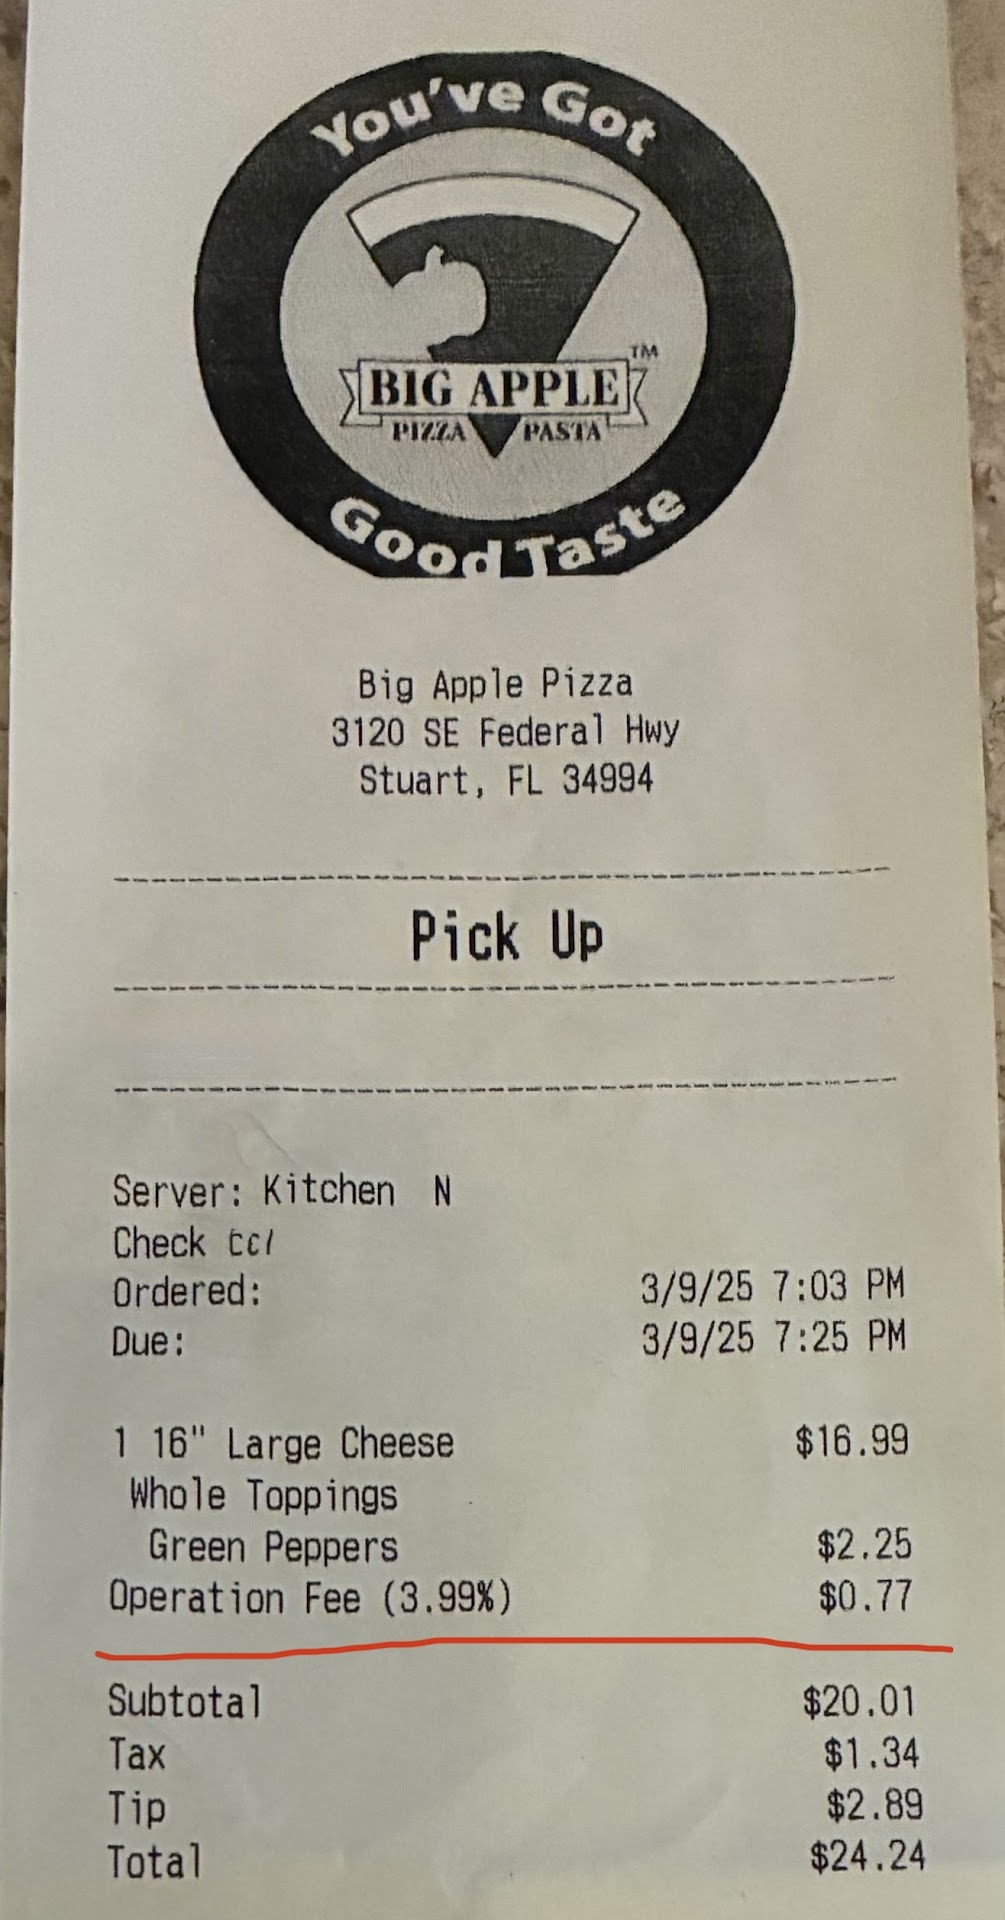 You've Got
BIG APPLE TM
PIZZA PASTA
Good Taste
Big Apple Pizza
3120 SE Federal Hwy
Stuart, FL 34994
Pick Up
Server: Kitchen N
Check
Ordered: 3/9/25 7:03 PM
Due: 3/9/25 7:25 PM
1 16" Large Cheese $16.99
Whole Toppings
Green Peppers $2.25
Operation Fee (3.99%) $0.77
Subtotal $20.01
Tax $1.34
Tip $2.89
Total $24.24